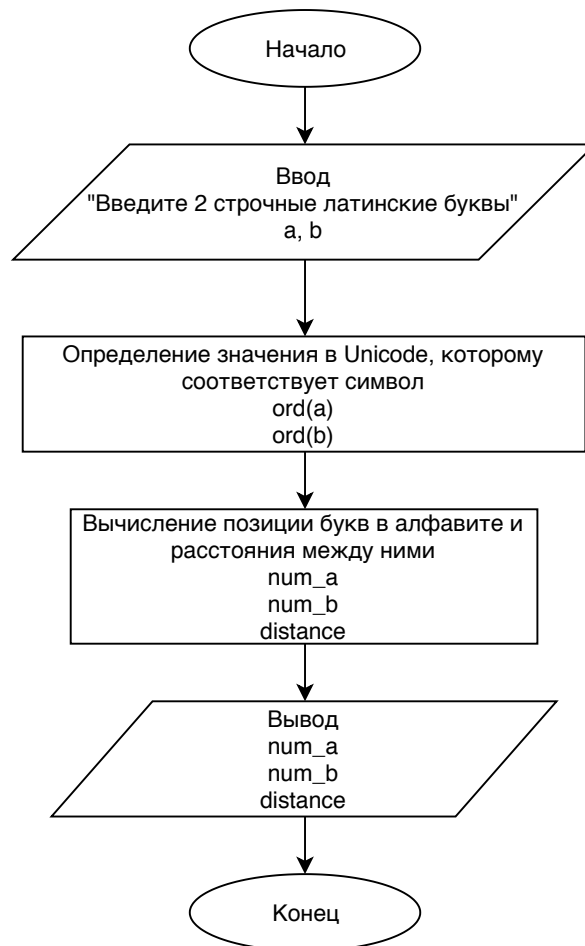 Начало
Ввод
"Введите 2 строчные латинские буквы"
a, b
Определение значения в Unicode, которому
соответствует символ
ord(a)
ord(b)
Вычисление позиции букв в алфавите и
расстояния между ними
num_a
num_b
distance
Вывод
num_a
num_b
distance
Конец